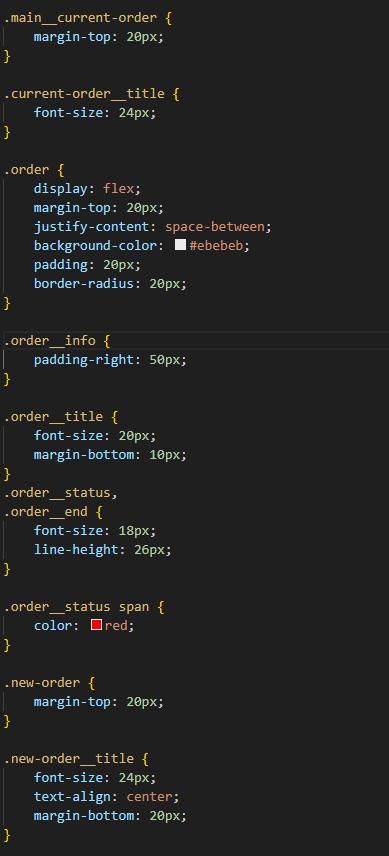 .main__current-order {
    margin-top: 20px;
}

.current-order__title {
    font-size: 24px;
}

.order {
    display: flex;
    margin-top: 20px;
    justify-content: space-between;
    background-color: #ebebeb;
    padding: 20px;
    border-radius: 20px;
}

.order__info {
    padding-right: 50px;
}

.order__title {
    font-size: 20px;
    margin-bottom: 10px;
}
.order__status,
.order__end {
    font-size: 18px;
    line-height: 26px;
}

.order__status span {
    color: red;
}

.new-order {
    margin-top: 20px;
}

.new-order__title {
    font-size: 24px;
    text-align: center;
    margin-bottom: 20px;
}